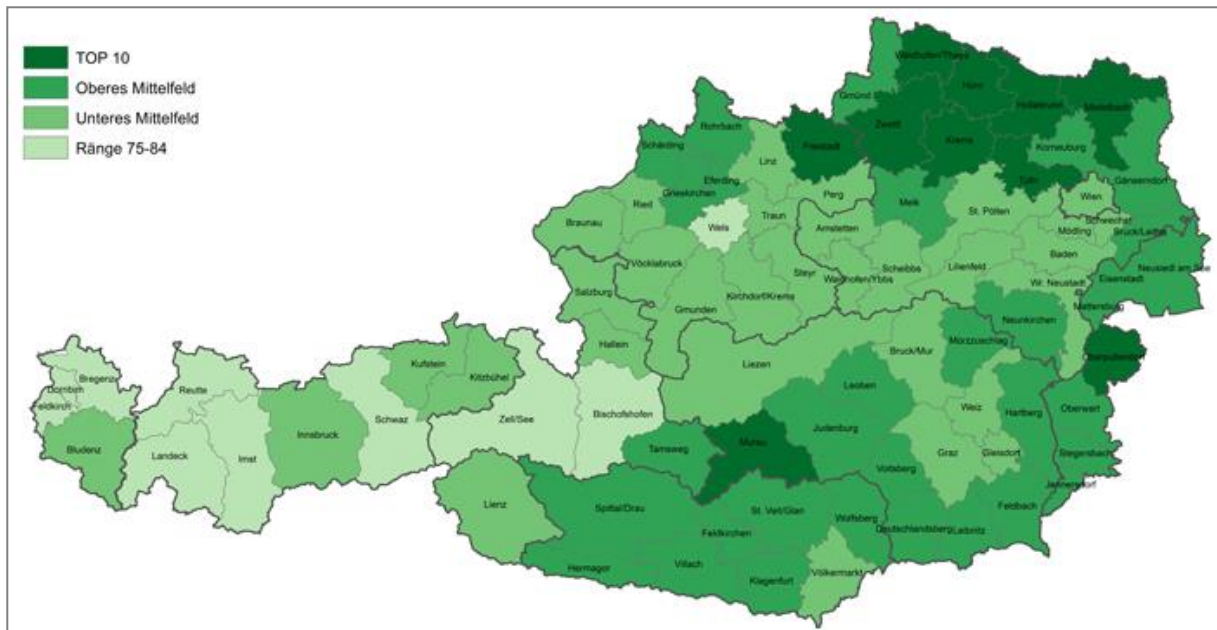 TOP 10
Oberes Mittelfeld
Unteres Mittelfeld
Ränge 75-84
Waidhofen/Thaya
Gmünd
Horn
Hollabrunn
Mistelbach
Zwettl
Krems
Korneuburg
Tulln
Gänserndorf
Rohrbach
Schärding
Freistadt
Linz
Eferding
Grieskirchen
Perg
Melk
St. Pölten
Wien
Schwechat
Mödling
Bruck/Leitha
Ried
Braunau
Wels
Traun
Amstetten
Baden
Neusiedl am See
Eisenstadt
Vöcklabruck
Steyr
Scheibbs
Waidhofen/Ybbs
Lilienfeld
Wr. Neustadt
Mattersburg
Salzburg
Gmunden
Kirchdorf/Krems
Neunkirchen
Hallein
Bruck/Mur
Mürzzuschlag
Oberpullendorf
Liezen
Kufstein
Kitzbühel
Bregenz
Dornbirn
Feldkirch
Reutte
Leoben
Weiz
Hartberg
Oberwart
Bischofshofen
Zell/See
Schwaz
Innsbruck
Bludenz
Landeck
Imst
Tamsweg
Murau
Judenburg
Voitsberg
Graz
Gleisdorf
Stegersbach
Jennersdorf
Feldbach
Lienz
Spittal/Drau
St. Veit/Glan
Wolfsberg
Feldkirchen
Deutschlandsberg
Leibnitz
Hermagor
Villach
Klagenfurt
Völkermarkt